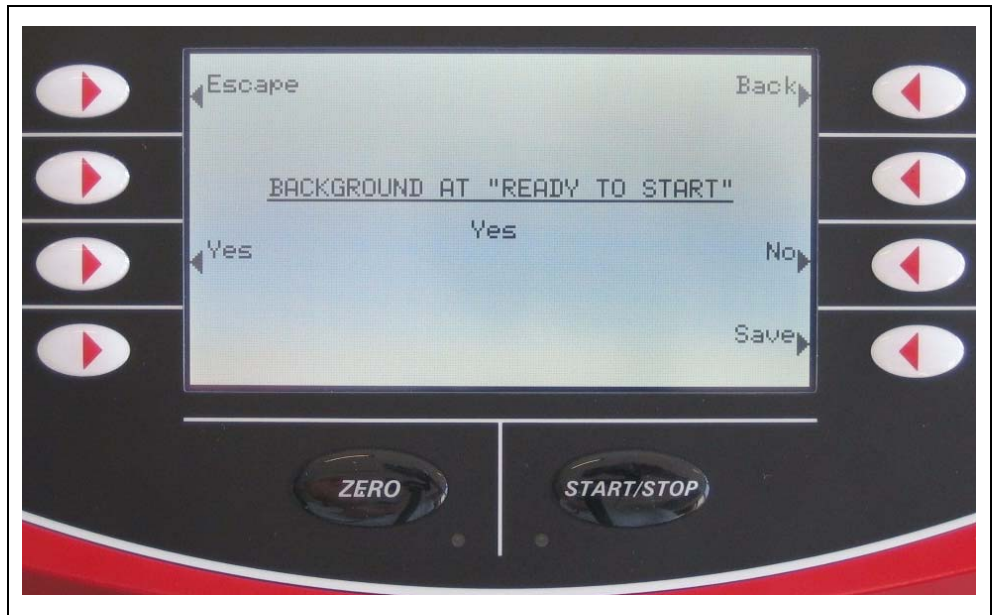 Escape Back
BACKGROUND AT "READY TO START"
Yes
Yes No
Save
ZERO START/STOP